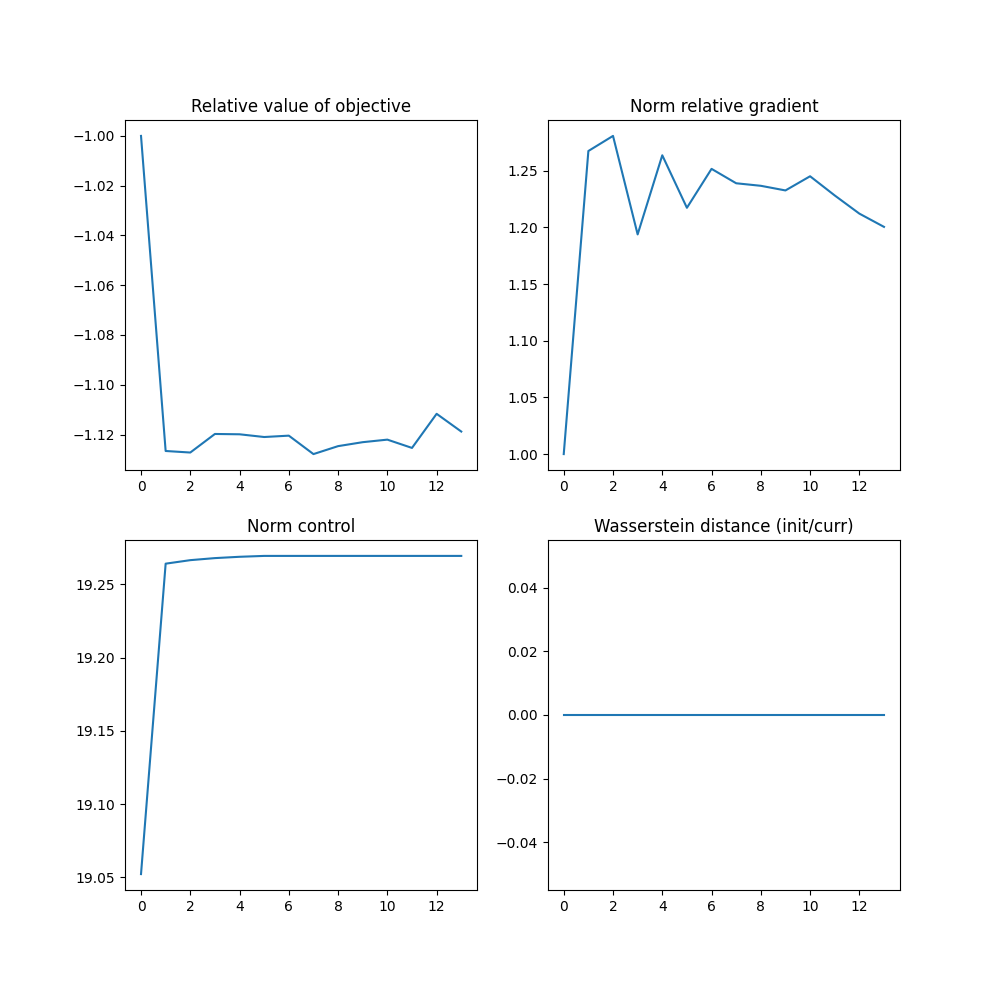 Relative value of objective
−1.00
−1.02
−1.04
−1.06
−1.08
−1.10
−1.12
0 2 4 6 8 10 12
Norm relative gradient
1.25
1.20
1.15
1.10
1.05
1.00
0 2 4 6 8 10 12
Norm control
19.25
19.20
19.15
19.10
19.05
0 2 4 6 8 10 12
Wasserstein distance (init/curr)
0.04
0.02
0.00
−0.02
−0.04
0 2 4 6 8 10 12